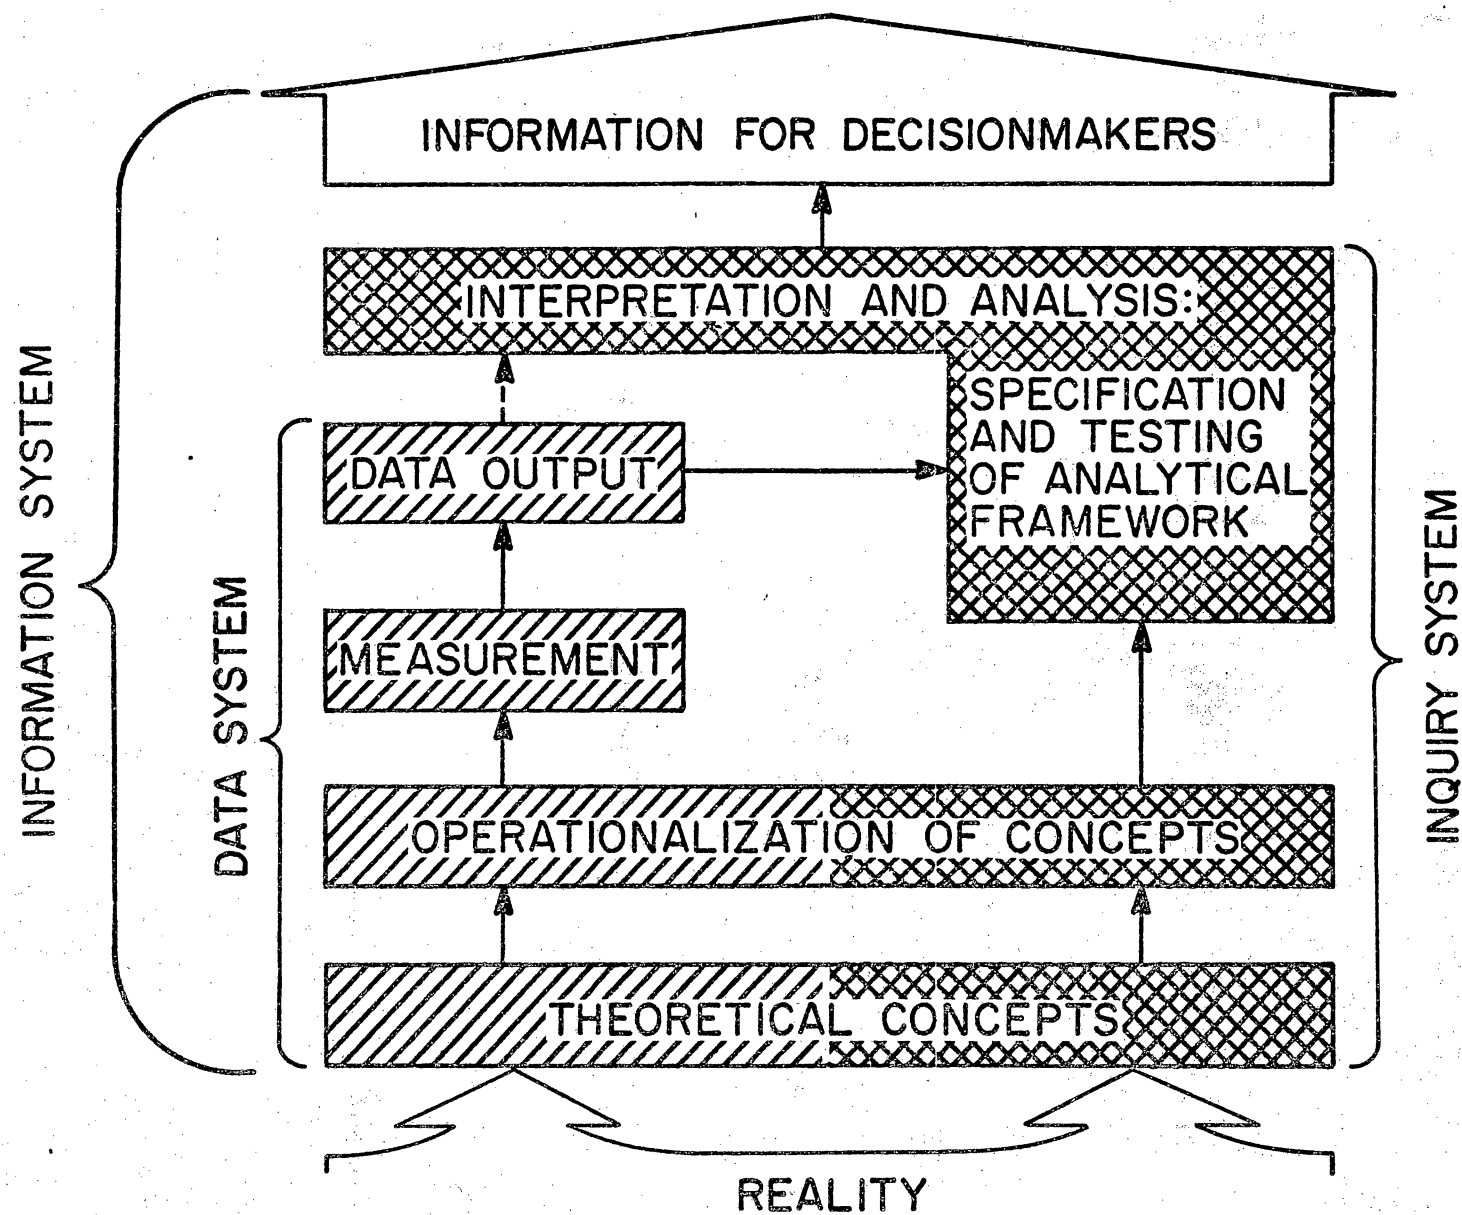 INFORMATION FOR DECISIONMAKERS
INTERPRETATION AND ANALYSIS:
SPECIFICATION
AND TESTING
OF ANALYTICAL
FRAMEWORK
DATA OUTPUT
MEASUREMENT
OPERATIONALIZATION OF CONCEPTS
THEORETICAL CONCEPTS
REALITY
INFORMATION SYSTEM
DATA SYSTEM
INQUIRY SYSTEM